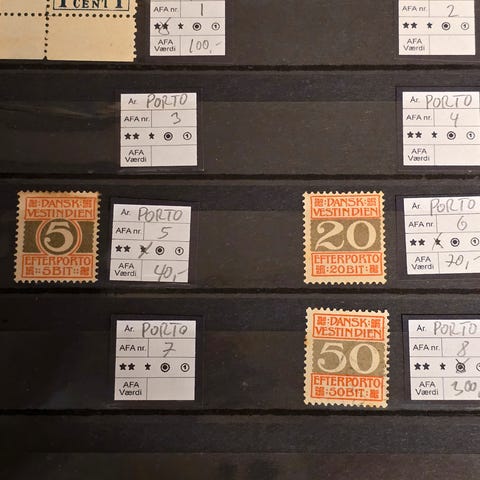 1 CENT 1
AFA nr. 1
★★ ★ ⦿ ①
AFA
Værdi 100,-
AFA nr. 2
★★ ★ ⦿ ①
AFA
Værdi
Ar. PORTO
AFA nr. 3
★★ ★ ⦿ ①
AFA
Værdi
Ar. PORTO
AFA nr. 4
★★ ★ ⦿ ①
AFA
Værdi
DANSK
VESTINDIEN
5
EFTERPORTO
5 BIT
Ar. PORTO
AFA nr. 5
★★ ★ ⦿ ①
AFA
Værdi 40,-
DANSK
VESTINDIEN
20
EFTERPORTO
20 BIT
Ar. PORTO
AFA nr. 6
★★ ★ ⦿ ①
AFA
Værdi 70,-
Ar. PORTO
AFA nr. 7
★★ ★ ⦿ ①
AFA
Værdi
DANSK
VESTINDIEN
50
EFTERPORTO
50 BIT
Ar. PORTO
AFA nr. 8
★★ ★ ⦿ ①
AFA
Værdi 300,